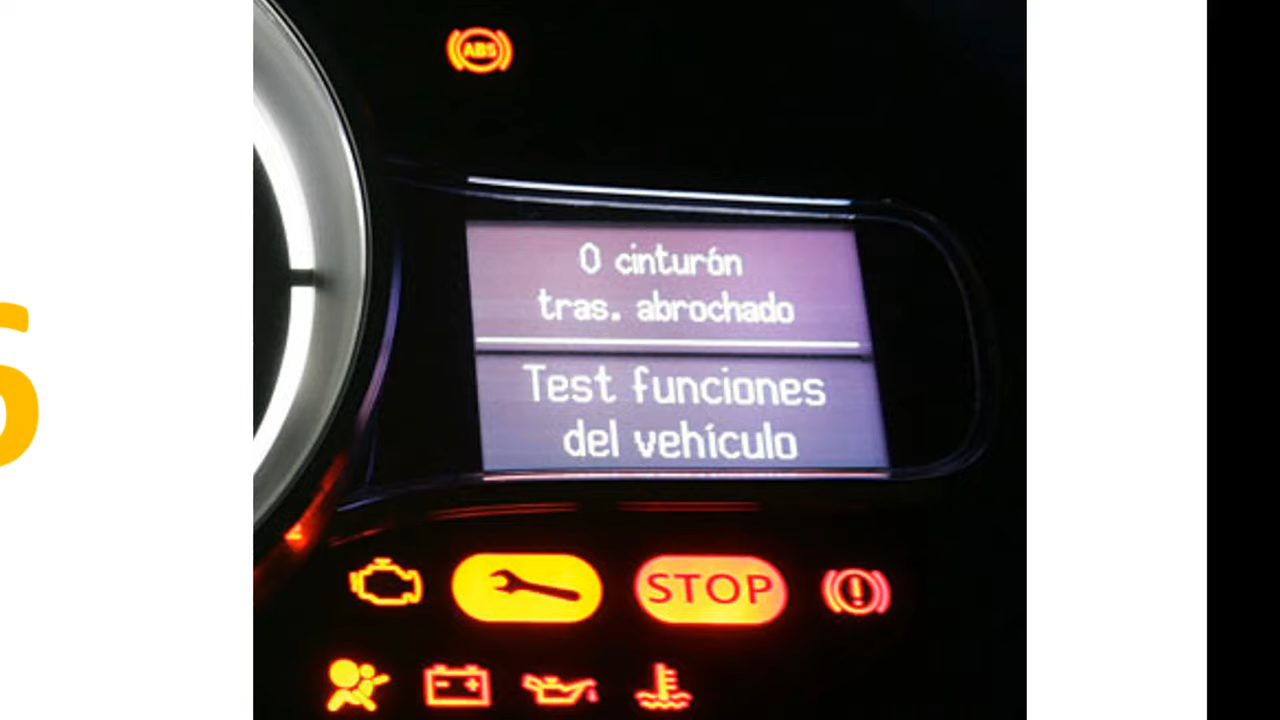 ABS
0 cinturón
tras. abrochado
Test funciones
del vehículo
STOP